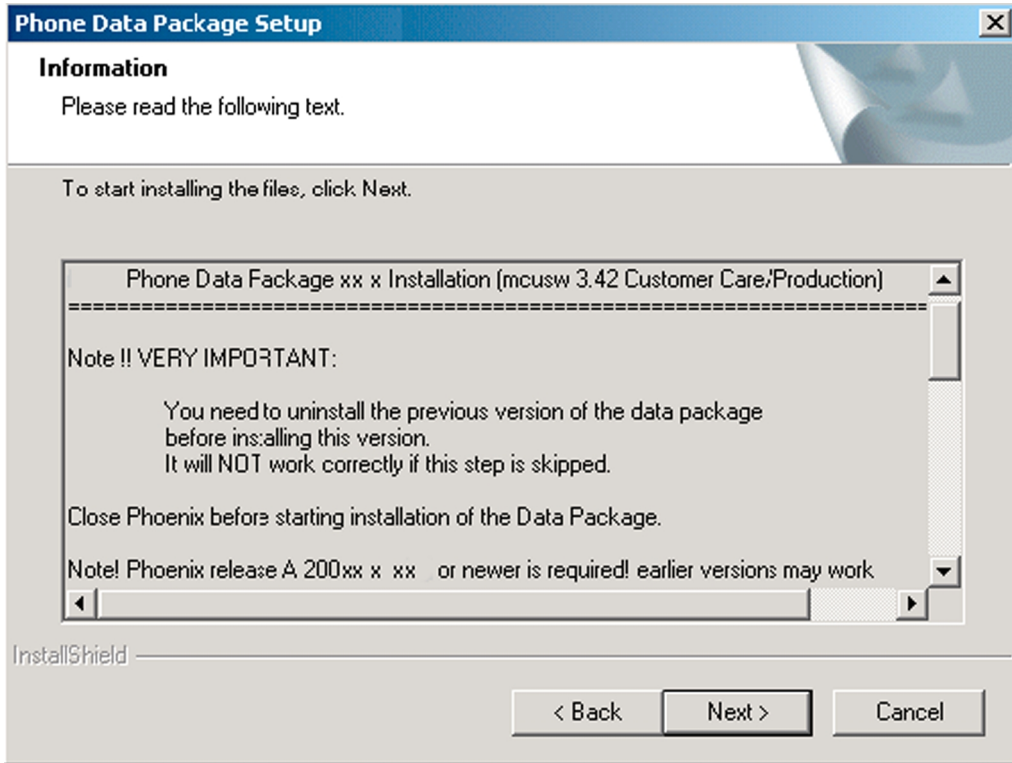 Phone Data Package Setup
Information
Please read the following text.
To start installing the files, click Next.
Phone Data Package xx x Installation (mcusw 3.42 Customer Care/Production)
=======================================================================
Note !! VERY IMPORTANT:
You need to uninstall the previous version of the data package
before installing this version.
It will NOT work correctly if this step is skipped.
Close Phoenix before starting installation of the Data Package.
Note! Phoenix release A 200xx x xx or newer is required! earlier versions may work
InstallShield
< Back
Next >
Cancel